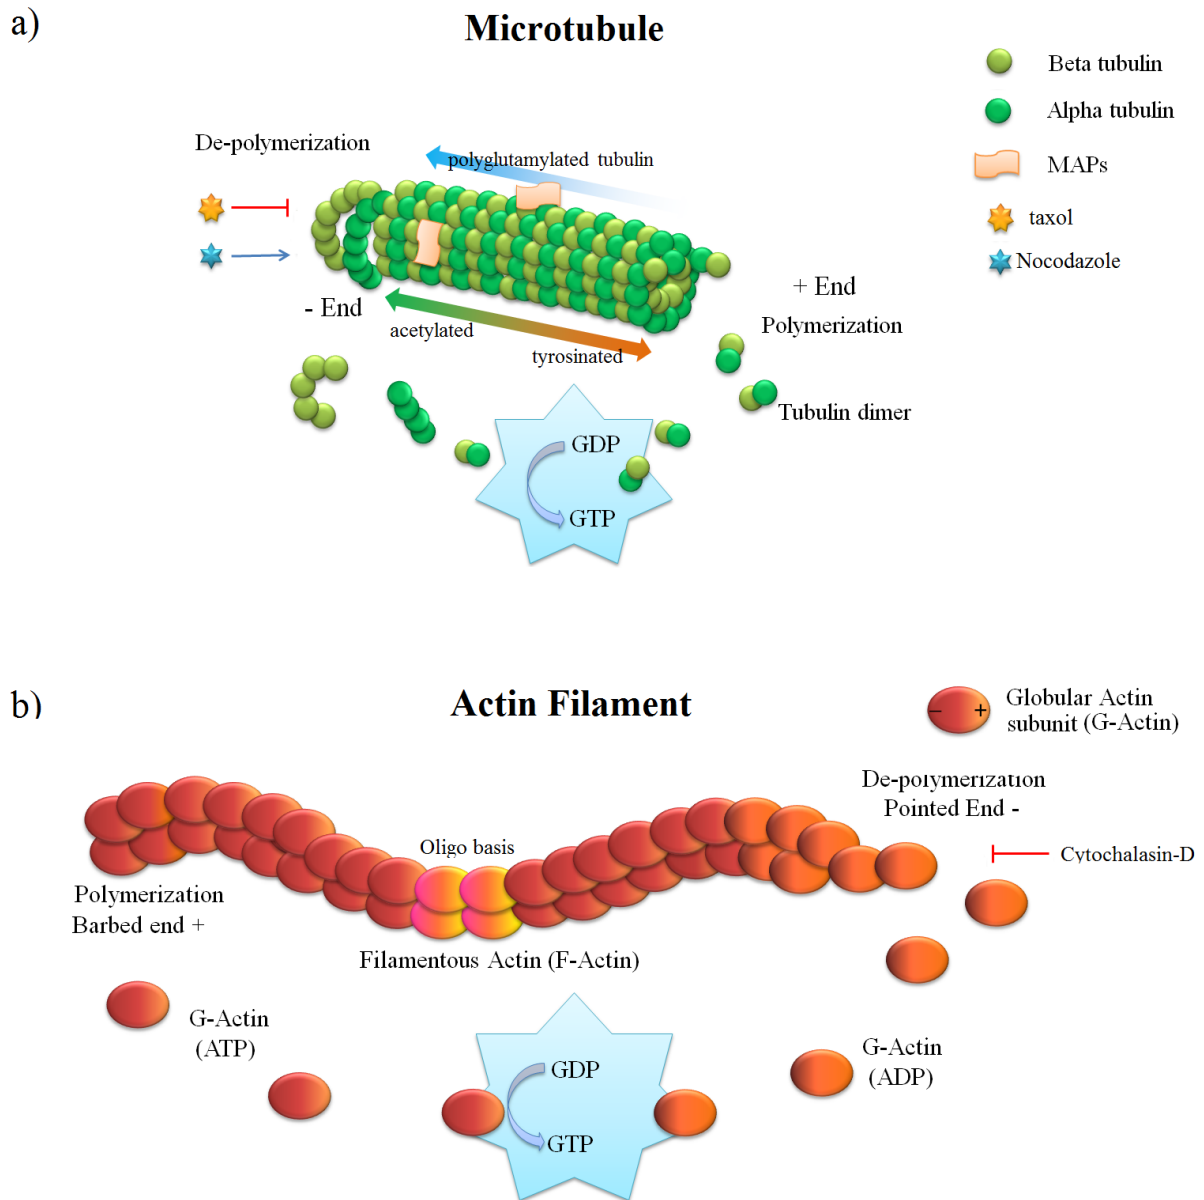 a)
Microtubule
Beta tubulin
Alpha tubulin
MAPs
taxol
Nocodazole
De-polymerization
polyglutamylated tubulin
- End
+ End
Polymerization
acetylated
tyrosinated
Tubulin dimer
GDP
GTP
b)
Actin Filament
- +
Globular Actin
subunit (G-Actin)
De-polymerization
Pointed End -
Oligo basis
Cytochalasin-D
Polymerization
Barbed end +
Filamentous Actin (F-Actin)
G-Actin
(ATP)
GDP
GTP
G-Actin
(ADP)